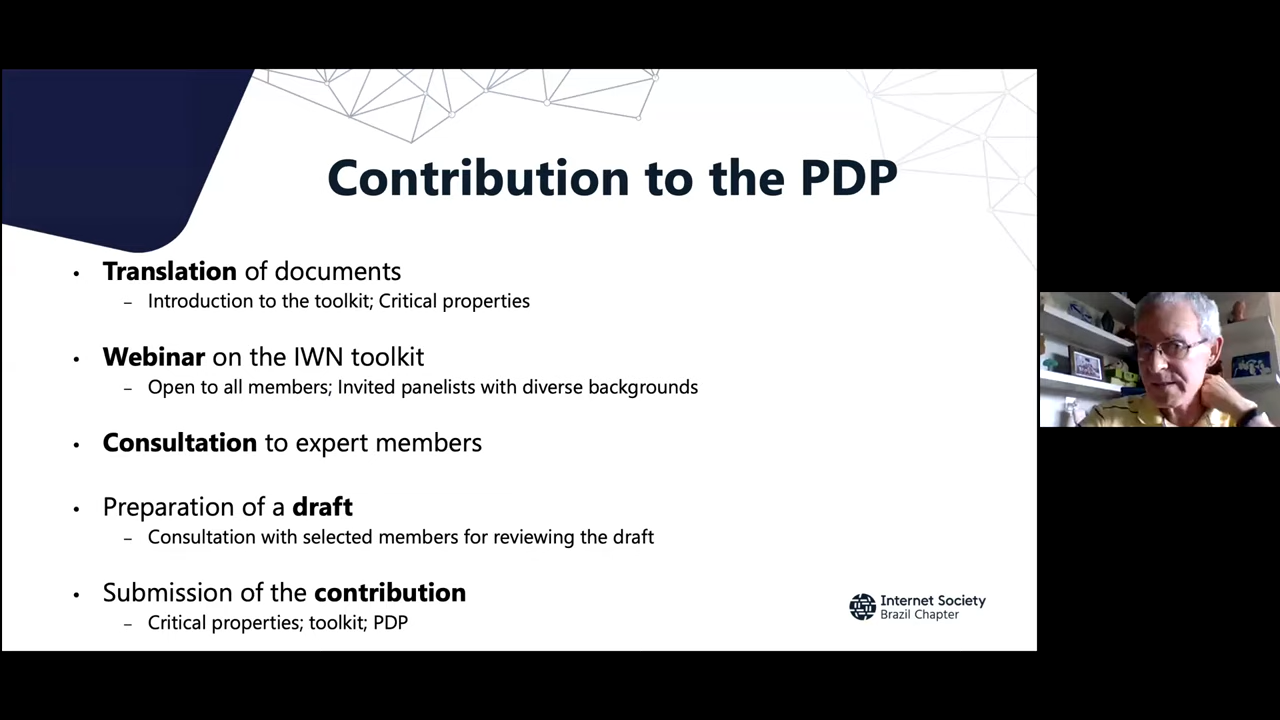 Contribution to the PDP
• Translation of documents
– Introduction to the toolkit; Critical properties
• Webinar on the IWN toolkit
– Open to all members; Invited panelists with diverse backgrounds
• Consultation to expert members
• Preparation of a draft
– Consultation with selected members for reviewing the draft
• Submission of the contribution
– Critical properties; toolkit; PDP
Internet Society
Brazil Chapter